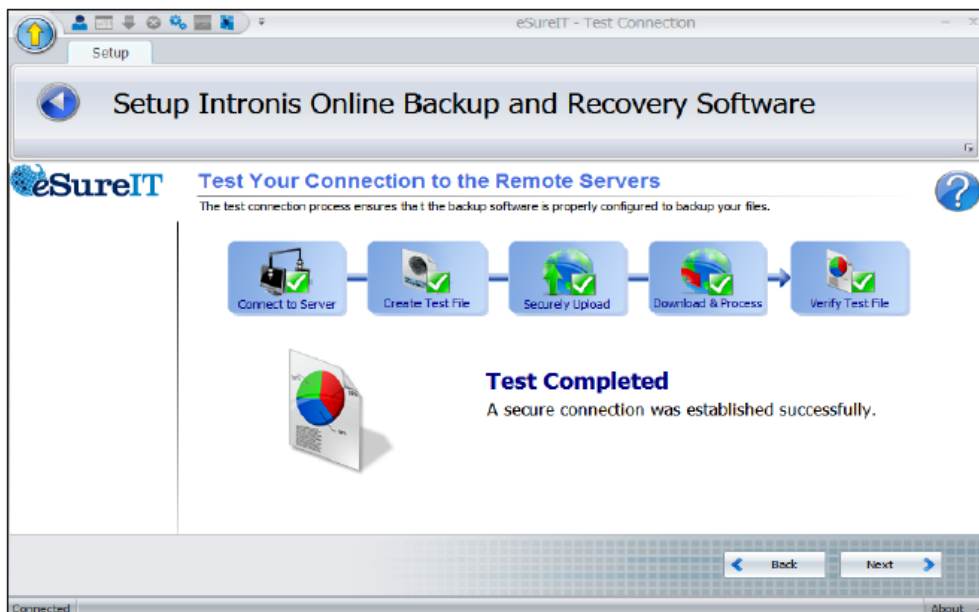 eSureIT - Test Connection
Setup
Setup Intronis Online Backup and Recovery Software
eSureIT
Test Your Connection to the Remote Servers
The test connection process ensures that the backup software is properly configured to backup your files.
Connect to Server
Create Test File
Securely Upload
Download & Process
Verify Test File
Test Completed
A secure connection was established successfully.
Back
Next
Connected
About